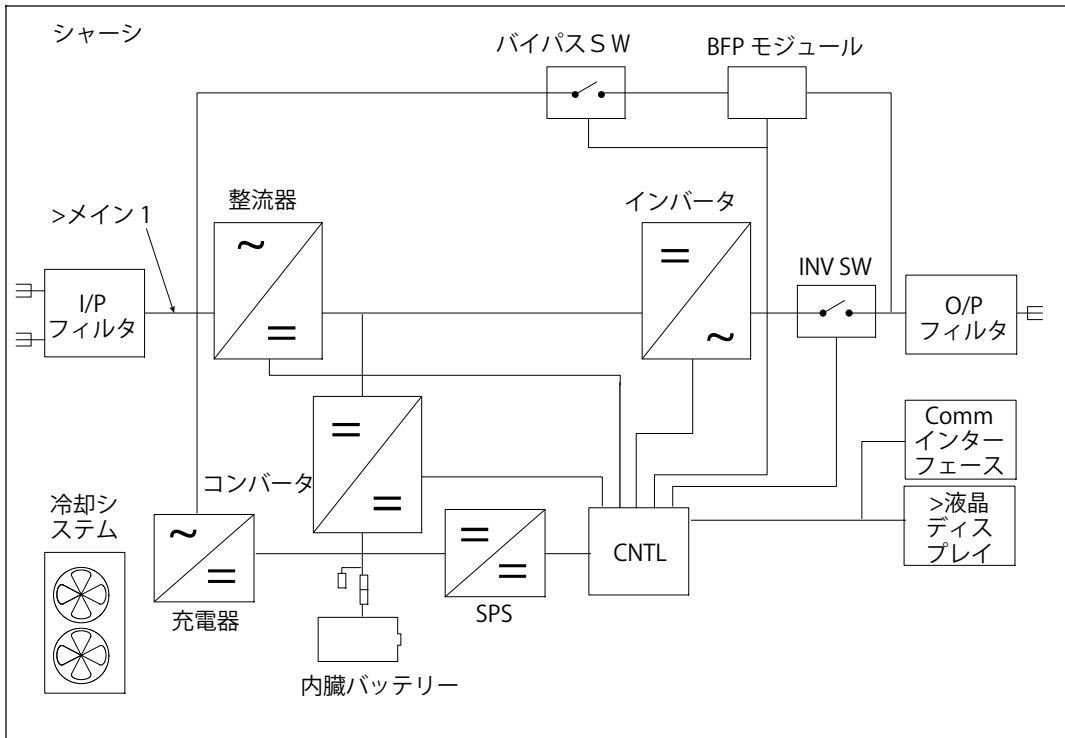 シャーシ
バイパスＳＷ
BFP モジュール
整流器
インバータ
>メイン 1
INV SW
I/P
フィルタ
O/P
フィルタ
Comm
インター
フェース
コンバータ
冷却シ
ステム
>液晶
ディス
プレイ
CNTL
充電器
SPS
内臓バッテリー